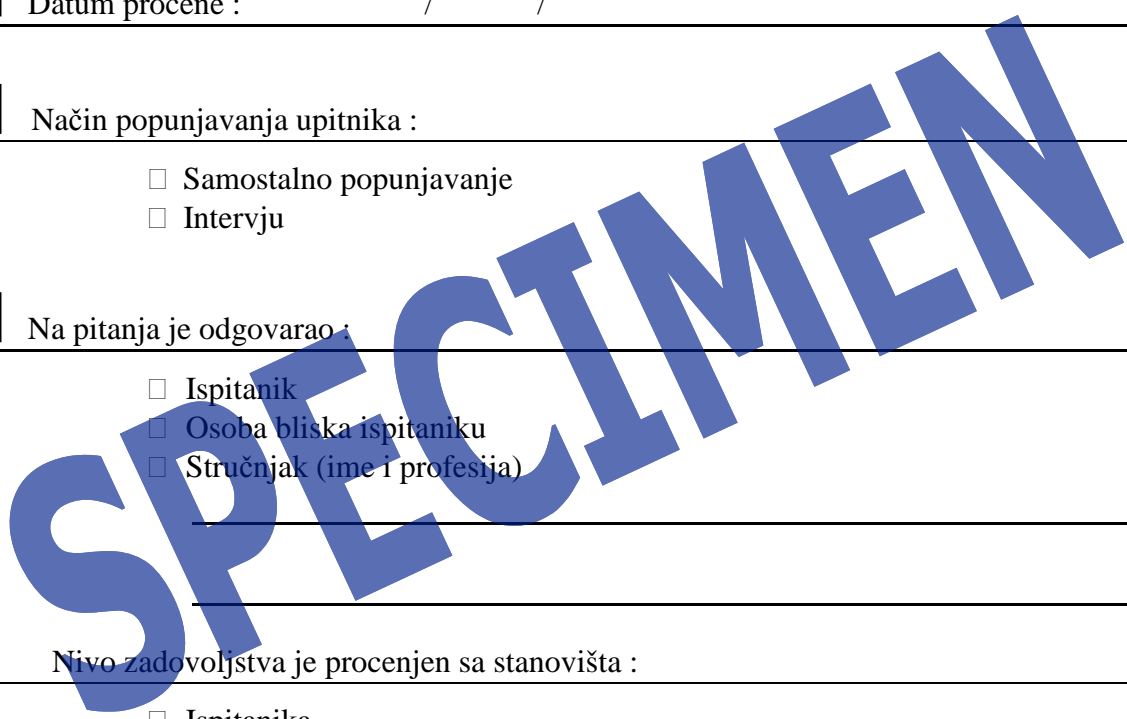 Datum procene : / /
Način popunjavanja upitnika :
□ Samostalno popunjavanje
□ Intervju
Na pitanja je odgovarao :
□ Ispitanik
□ Osoba bliska ispitaniku
□ Stručnjak (ime i profesija)
Nivo zadovoljstva je procenjen sa stanovišta :
□ Ispitanika
SPECIMEN